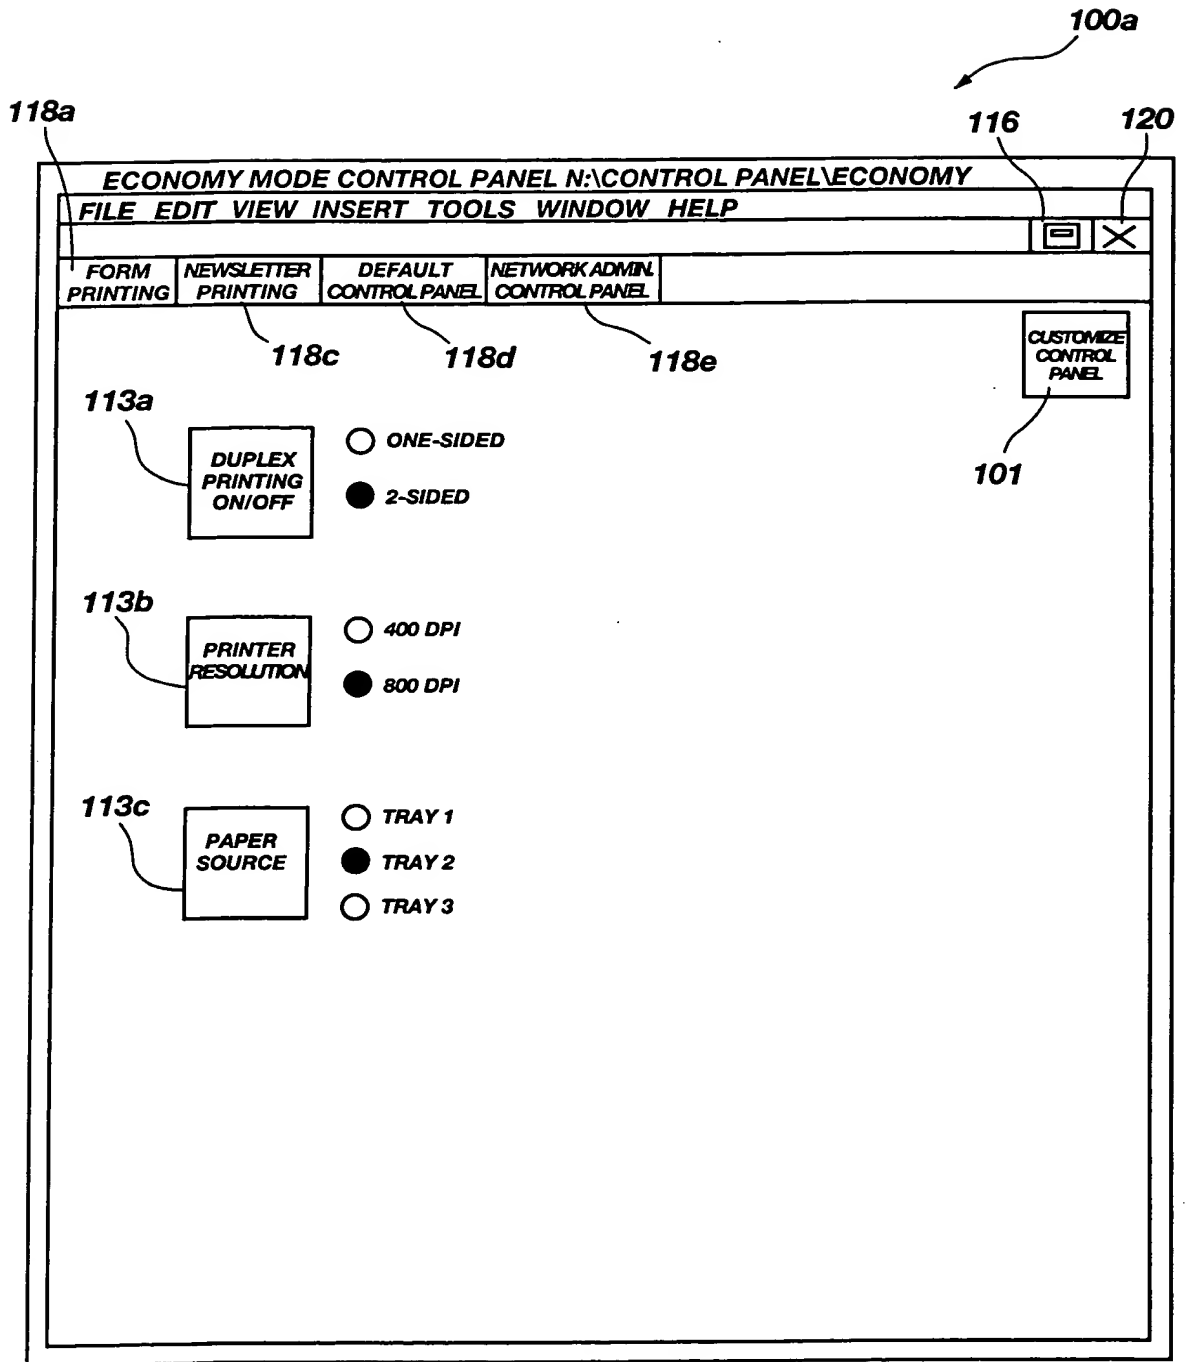 100a
118a
116
120
ECONOMY MODE CONTROL PANEL N:\CONTROL PANEL\ECONOMY
FILE EDIT VIEW INSERT TOOLS WINDOW HELP
FORM
PRINTING
NEWSLETTER
PRINTING
DEFAULT
CONTROL PANEL
NETWORK ADMIN.
CONTROL PANEL
118c
118d
118e
CUSTOMIZE
CONTROL
PANEL
101
113a
DUPLEX
PRINTING
ON/OFF
ONE-SIDED
2-SIDED
113b
PRINTER
RESOLUTION
400 DPI
800 DPI
113c
PAPER
SOURCE
TRAY 1
TRAY 2
TRAY 3